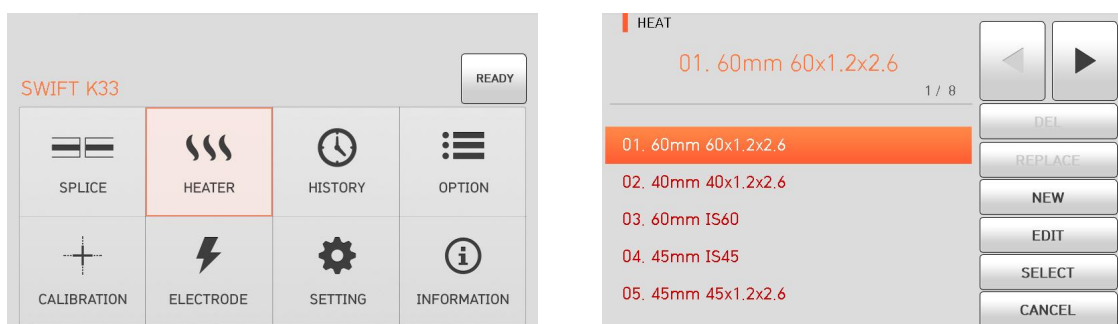 SWIFT K33
READY
SPLICE
HEATER
HISTORY
OPTION
CALIBRATION
ELECTRODE
SETTING
INFORMATION
HEAT
01. 60mm 60x1.2x2.6
1 / 8
01. 60mm 60x1.2x2.6
02. 40mm 40x1.2x2.6
03. 60mm IS60
04. 45mm IS45
05. 45mm 45x1.2x2.6
DEL
REPLACE
NEW
EDIT
SELECT
CANCEL